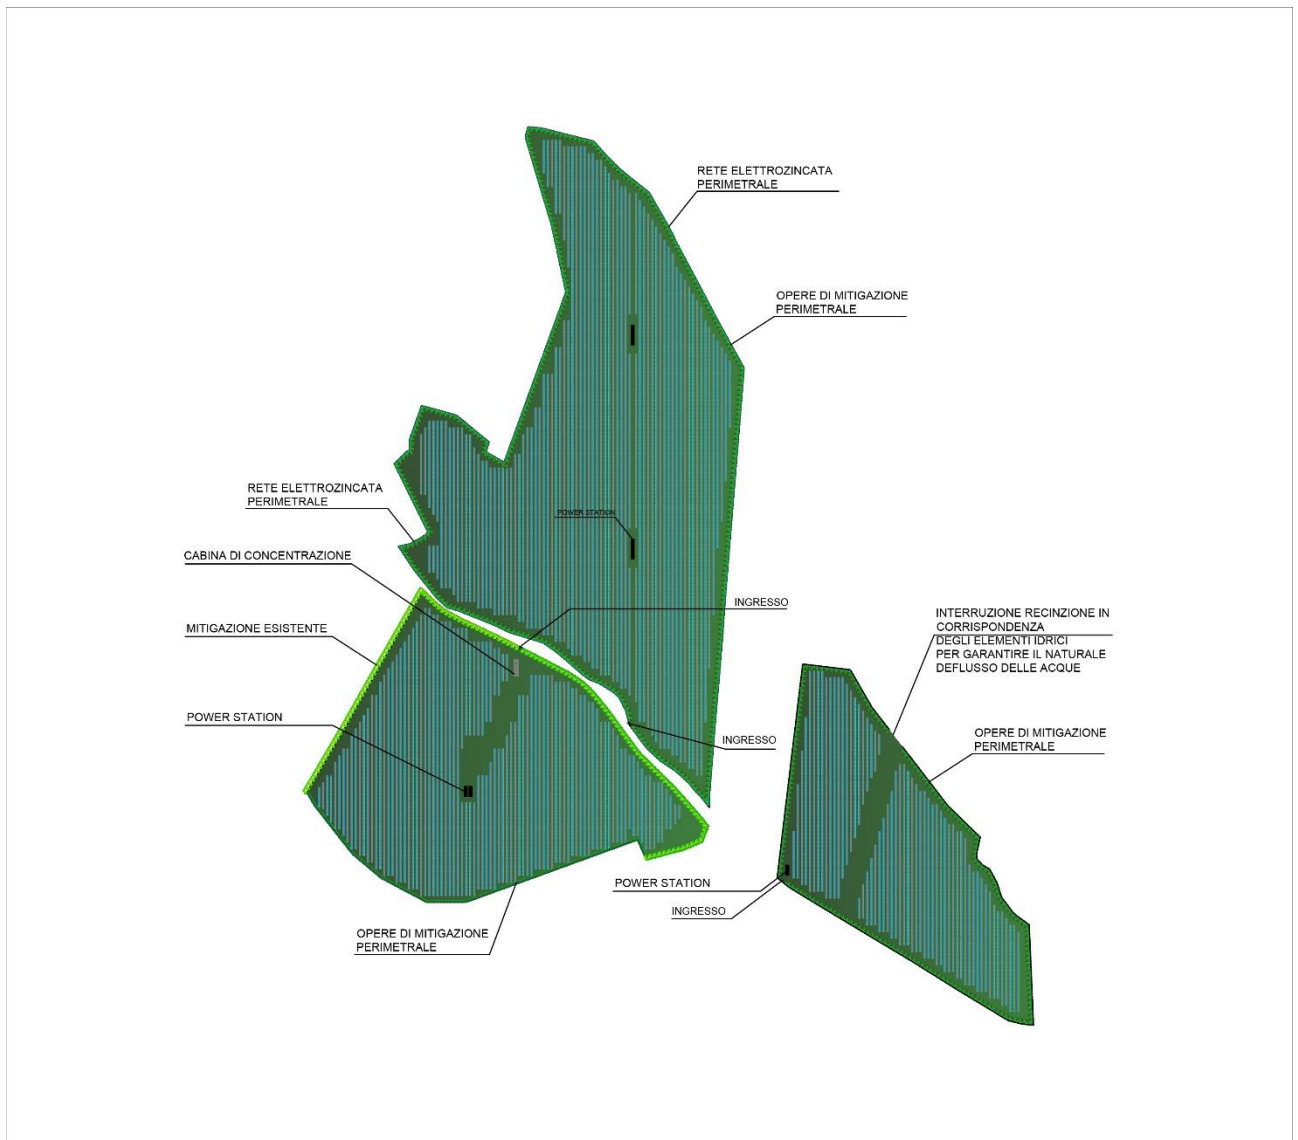 RETE ELETTROZINCATA
PERIMETRALE
OPERE DI MITIGAZIONE
PERIMETRALE
RETE ELETTROZINCATA
PERIMETRALE
POWER STATION
CABINA DI CONCENTRAZIONE
INGRESSO
MITIGAZIONE ESISTENTE
INTERRUZIONE RECINZIONE IN
CORRISPONDENZA
DEGLI ELEMENTI IDRICI
PER GARANTIRE IL NATURALE
DEFLUSSO DELLE ACQUE
POWER STATION
INGRESSO
OPERE DI MITIGAZIONE
PERIMETRALE
POWER STATION
INGRESSO
OPERE DI MITIGAZIONE
PERIMETRALE